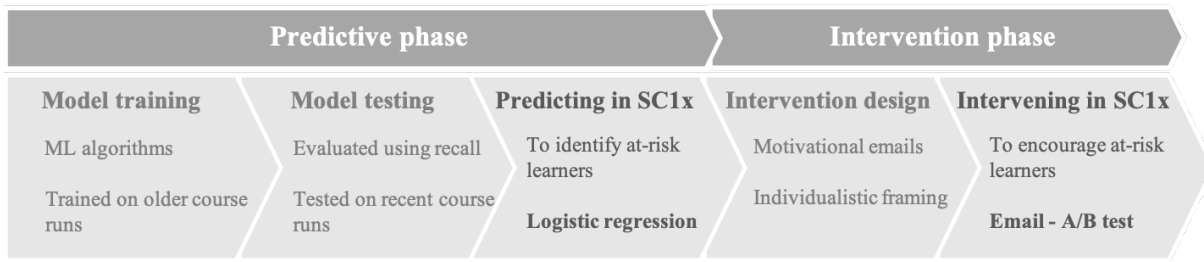 Predictive phase
Intervention phase
Model training
ML algorithms
Trained on older course
runs
Model testing
Evaluated using recall
Tested on recent course
runs
Predicting in SC1x
To identify at-risk
learners
Logistic regression
Intervention design
Motivational emails
Individualistic framing
Intervening in SC1x
To encourage at-risk
learners
Email - A/B test